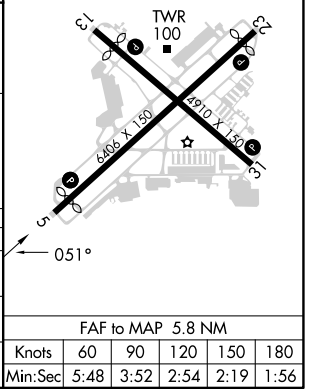 TWR
100
13
23
P
P
4910 X 150
6406 X 150
P
P
31
5
051°
FAF to MAP 5.8 NM
Knots 60 90 120 150 180
Min:Sec 5:48 3:52 2:54 2:19 1:56